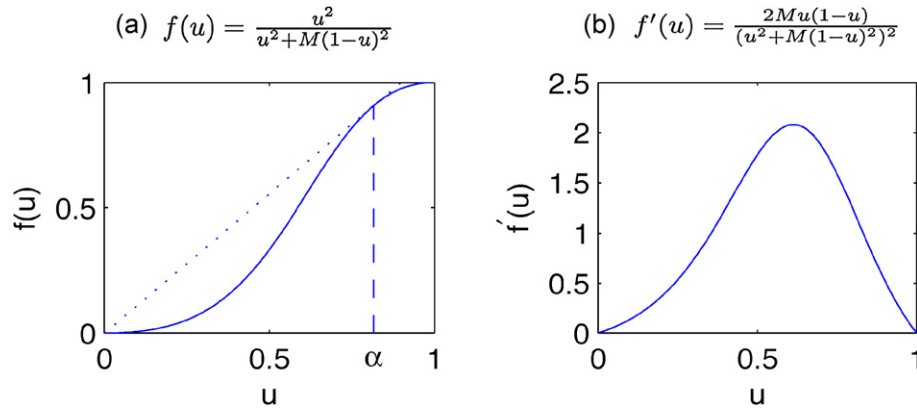 (a) f(u) = u²/(u²+M(1−u)²)
(b) f′(u) = 2Mu(1−u)/(u²+M(1−u)²)²
1
0.5
0
f(u)
0 0.5 α 1
u
2.5
2
1.5
1
0.5
0
f′(u)
0 0.5 1
u